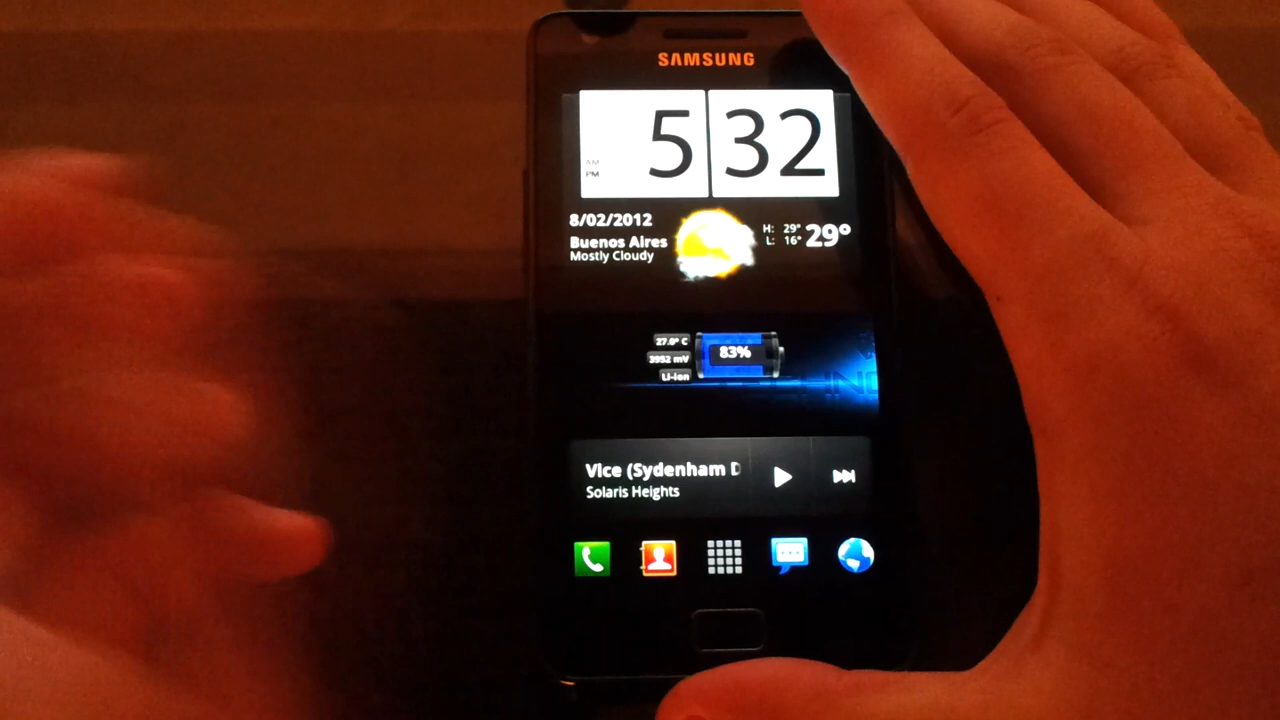 SAMSUNG
5 32
AM
PM
8/02/2012
Buenos Aires
Mostly Cloudy
H: 29°
L: 16°
29°
27.0° C
3952 mV
Li-ion
83%
Vice (Sydenham D
Solaris Heights